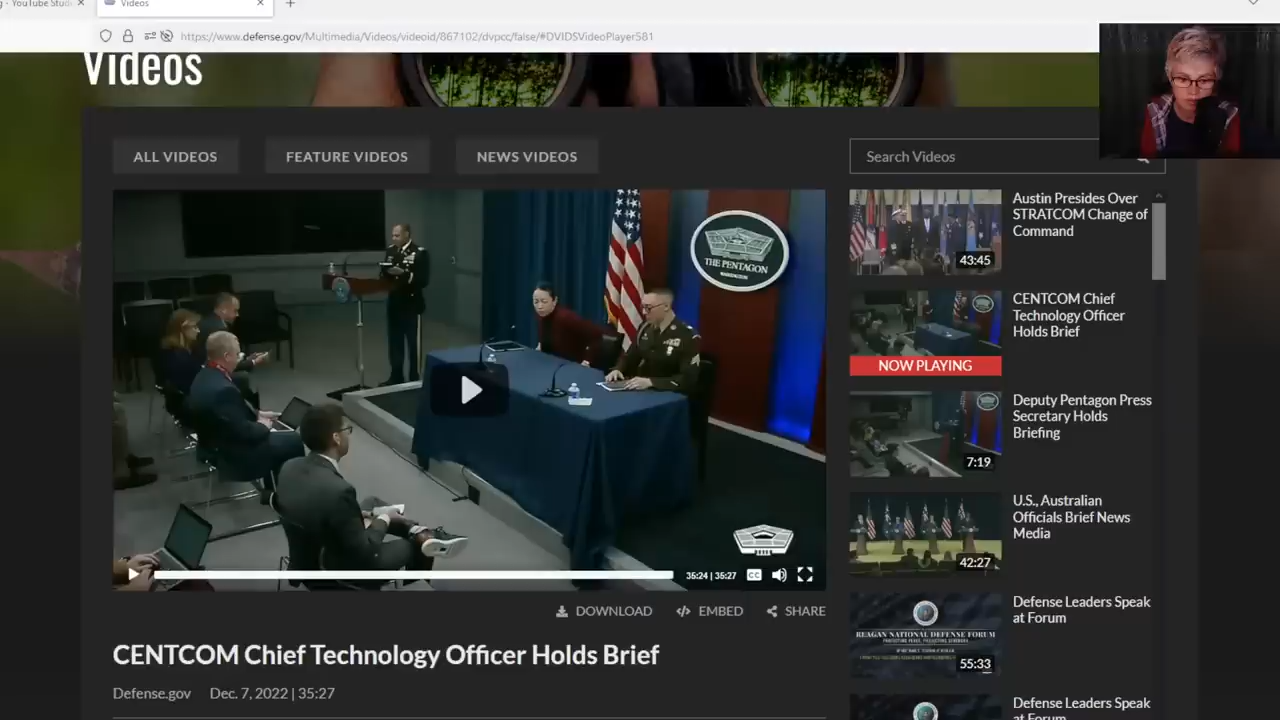 g - YouTube Studi
Videos
https://www.defense.gov/Multimedia/Videos/videoid/867102/dvpcc/false/#DVIDSVideoPlayer581
Videos
ALL VIDEOS
FEATURE VIDEOS
NEWS VIDEOS
Search Videos
THE PENTAGON
35:24 | 35:27
CC
DOWNLOAD
EMBED
SHARE
CENTCOM Chief Technology Officer Holds Brief
Defense.gov Dec. 7, 2022 | 35:27
Austin Presides Over
STRATCOM Change of
Command
43:45
CENTCOM Chief
Technology Officer
Holds Brief
NOW PLAYING
Deputy Pentagon Press
Secretary Holds
Briefing
7:19
U.S., Australian
Officials Brief News
Media
42:27
Defense Leaders Speak
at Forum
REAGAN NATIONAL DEFENSE FORUM
55:33
Defense Leaders Speak
at Forum